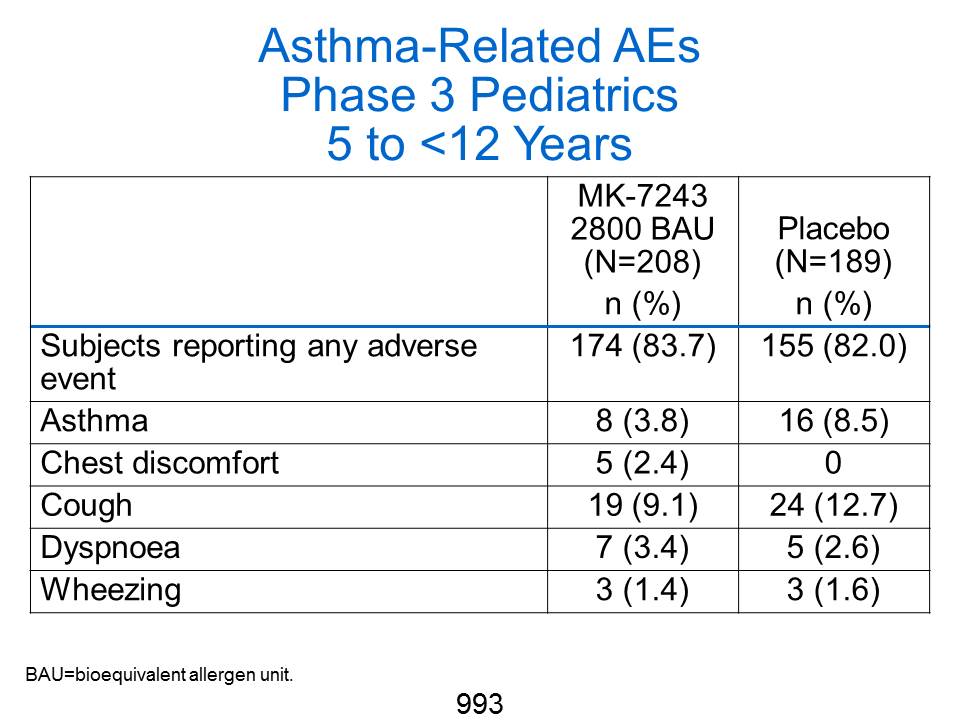 Asthma-Related AEs
Phase 3 Pediatrics
5 to <12 Years
MK-7243
2800 BAU
(N=208)
n (%)
Placebo
(N=189)
n (%)
Subjects reporting any adverse
event
174 (83.7)
155 (82.0)
Asthma
8 (3.8)
16 (8.5)
Chest discomfort
5 (2.4)
0
Cough
19 (9.1)
24 (12.7)
Dyspnoea
7 (3.4)
5 (2.6)
Wheezing
3 (1.4)
3 (1.6)
BAU=bioequivalent allergen unit.
993